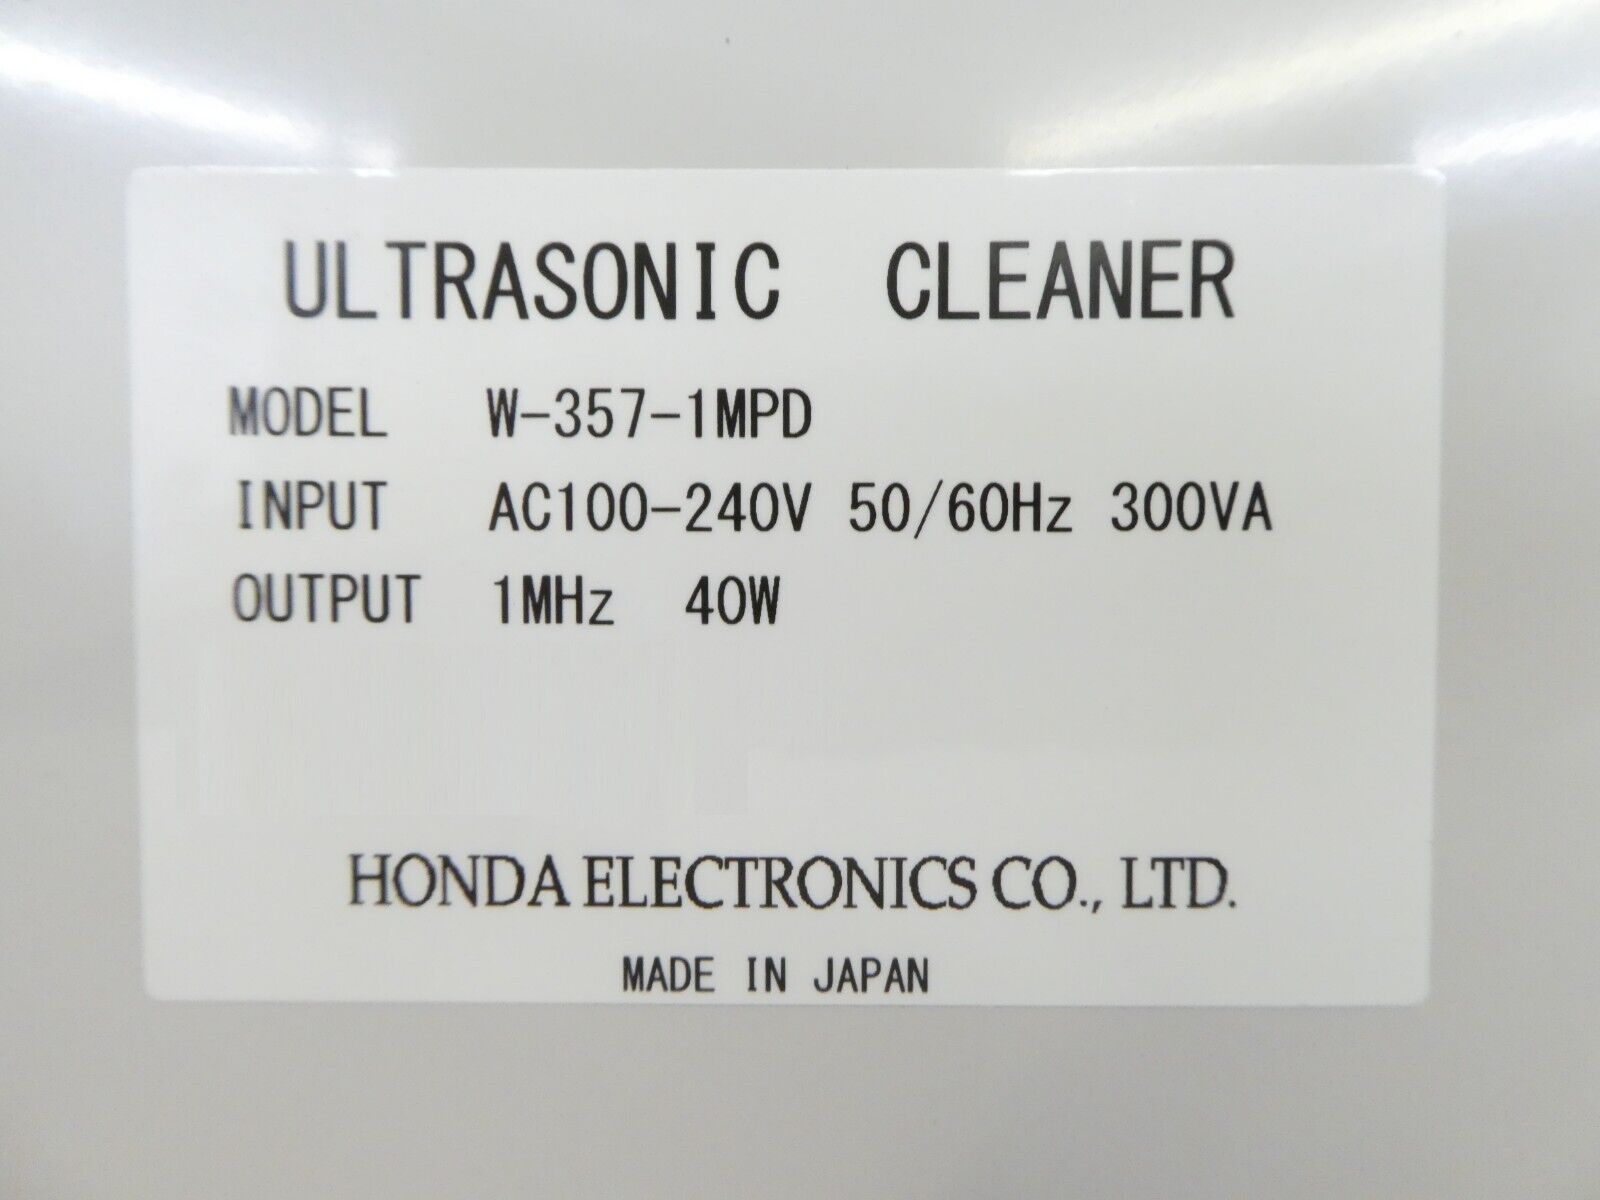 ULTRASONIC CLEANER
MODEL W-357-1MPD
INPUT AC100-240V 50/60Hz 300VA
OUTPUT 1MHz 40W
HONDA ELECTRONICS CO., LTD.
MADE IN JAPAN